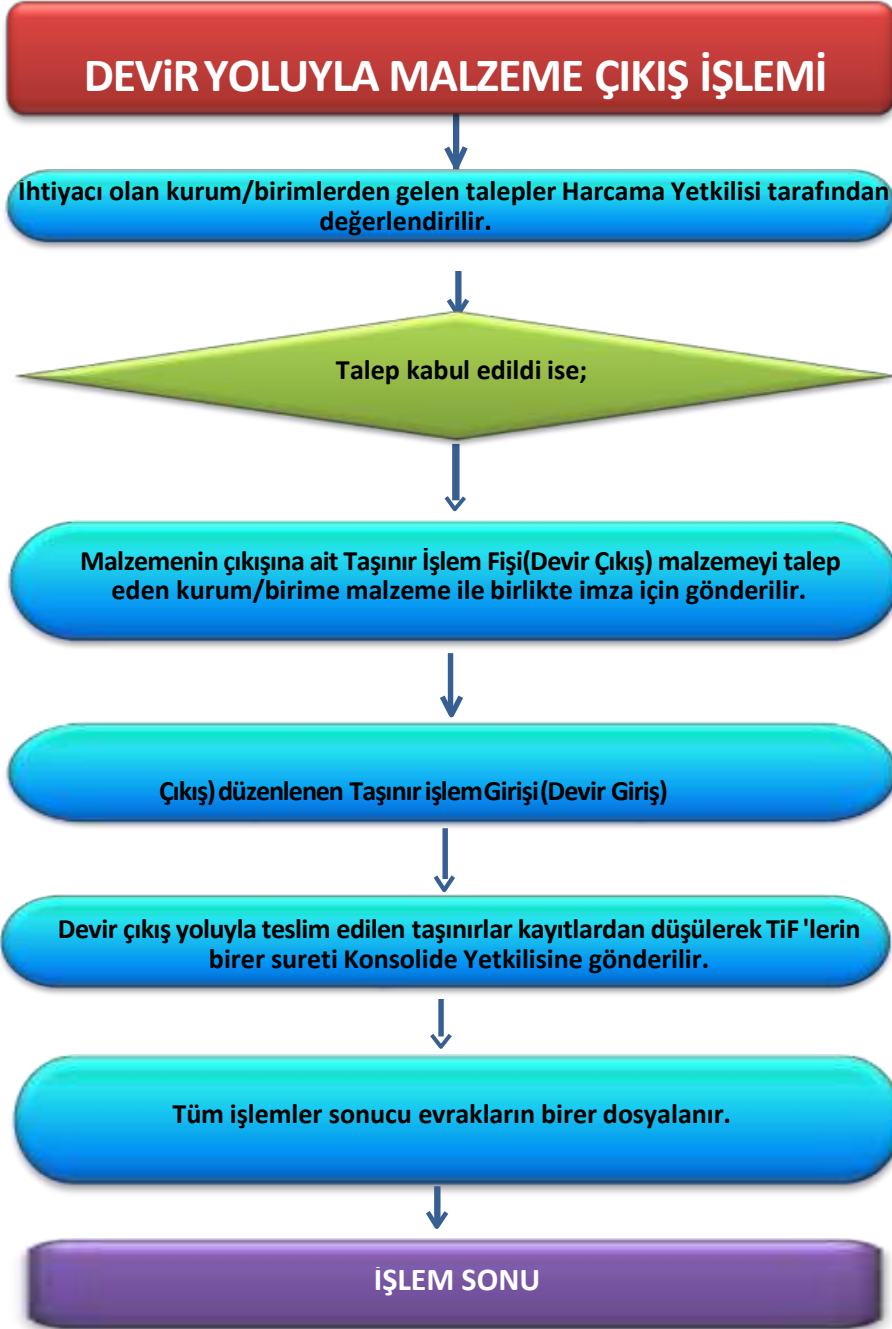 DEViR YOLUYLA MALZEME ÇIKIŞ İŞLEMİ
İhtiyacı olan kurum/birimlerden gelen talepler Harcama Yetkilisi tarafından
değerlendirilir.
Talep kabul edildi ise;
Malzemenin çıkışına ait Taşınır İşlem Fişi(Devir Çıkış) malzemeyi talep
eden kurum/birime malzeme ile birlikte imza için gönderilir.
Çıkış) düzenlenen Taşınır işlem Girişi (Devir Giriş)
Devir çıkış yoluyla teslim edilen taşınırlar kayıtlardan düşülerek TiF 'lerin
birer sureti Konsolide Yetkilisine gönderilir.
Tüm işlemler sonucu evrakların birer dosyalanır.
İŞLEM SONU